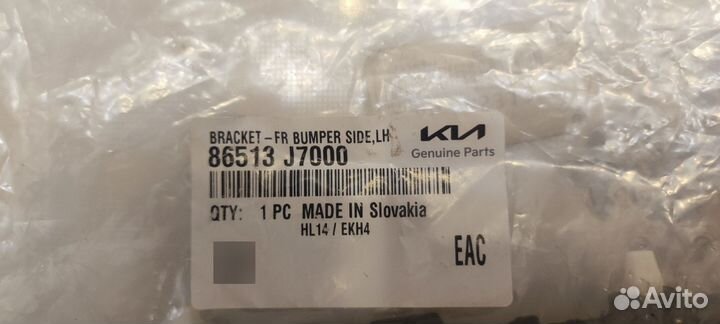 BRACKET-FR BUMPER SIDE,LH
KIA
86513 J7000
Genuine Parts
QTY: 1 PC MADE IN Slovakia
HL14 / EKH4
EAC
Avito